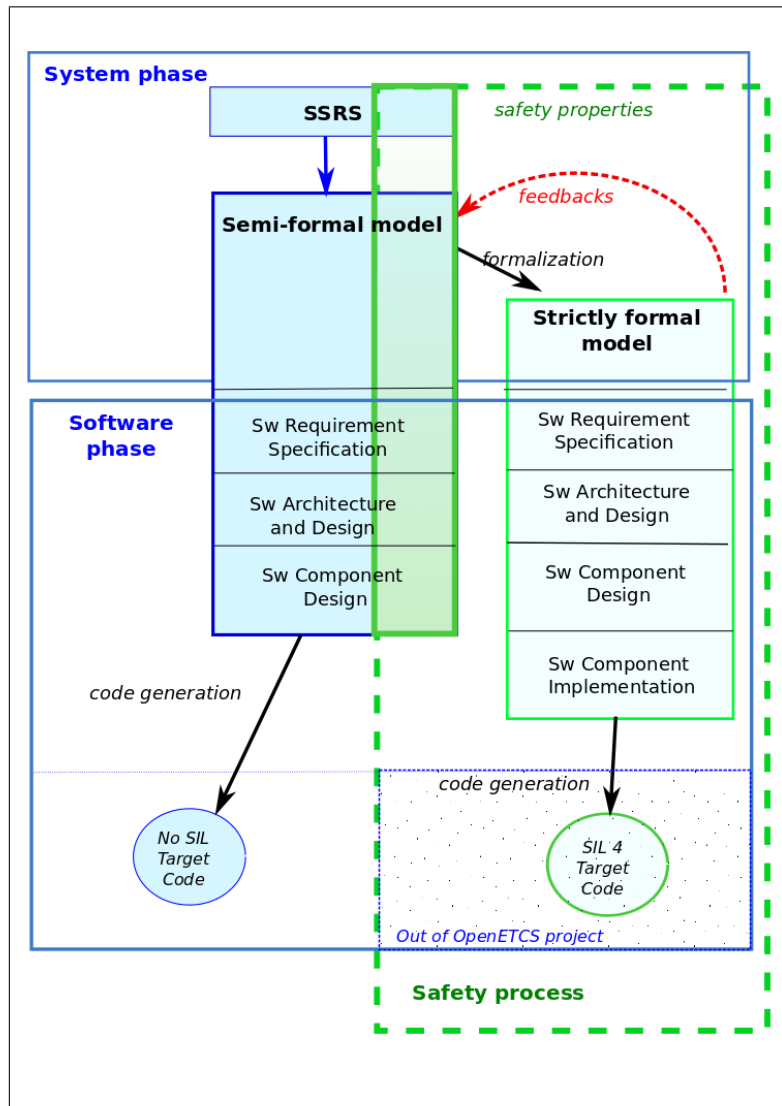 System phase
SSRS
safety properties
feedbacks
Semi-formal model
formalization
Strictly formal
model
Software
phase
Sw Requirement
Specification
Sw Architecture
and Design
Sw Component
Design
Sw Requirement
Specification
Sw Architecture
and Design
Sw Component
Design
Sw Component
Implementation
code generation
code generation
No SIL
Target
Code
SIL 4
Target
Code
Out of OpenETCS project
Safety process